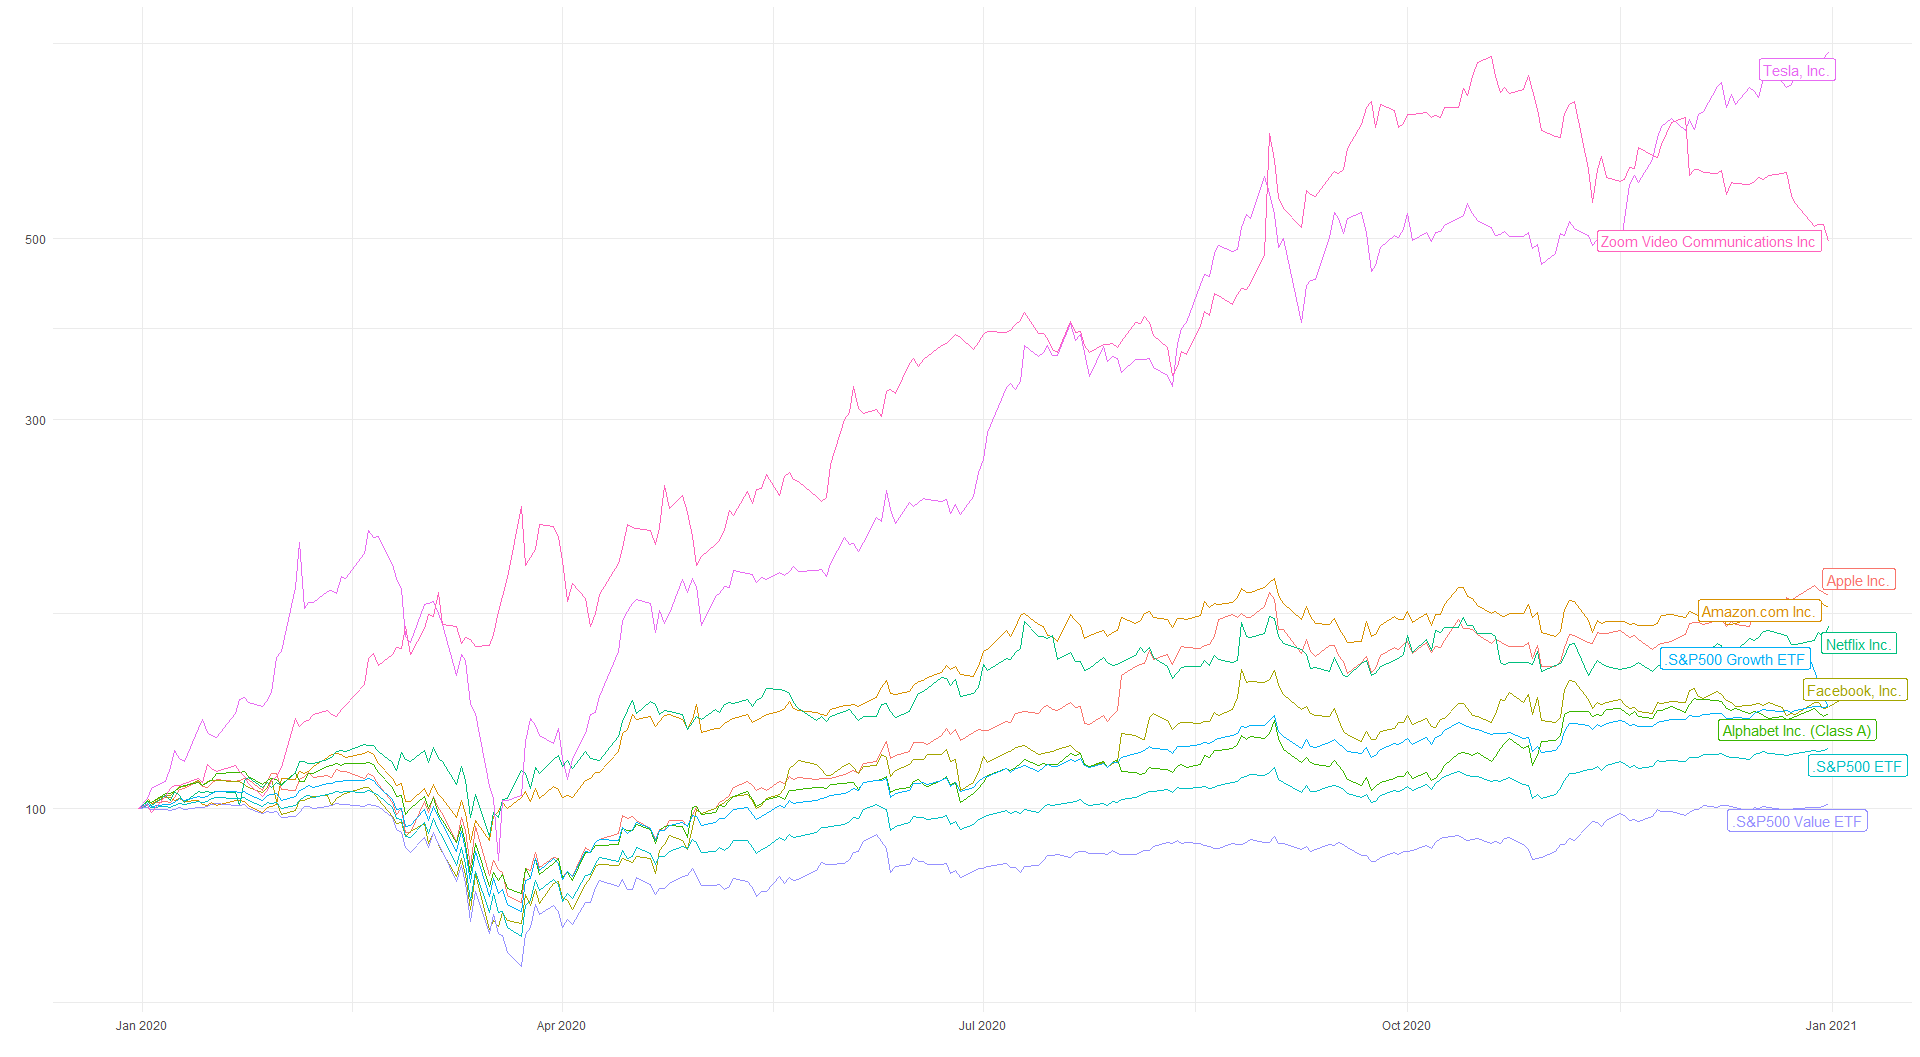 Tesla, Inc.
500
Zoom Video Communications Inc
300
Apple Inc.
Amazon.com Inc.
Netflix Inc.
.S&P500 Growth ETF
Facebook, Inc.
Alphabet Inc. (Class A)
.S&P500 ETF
100
.S&P500 Value ETF
Jan 2020
Apr 2020
Jul 2020
Oct 2020
Jan 2021